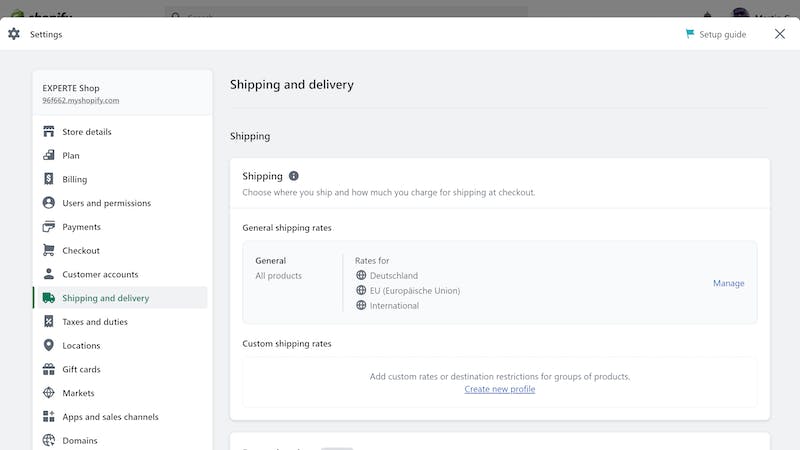 shopify
Search
Settings
Setup guide
EXPERTE Shop
96f662.myshopify.com
Store details
Plan
Billing
Users and permissions
Payments
Checkout
Customer accounts
Shipping and delivery
Taxes and duties
Locations
Gift cards
Markets
Apps and sales channels
Domains
Shipping and delivery
Shipping
Shipping
Choose where you ship and how much you charge for shipping at checkout.
General shipping rates
General
All products
Rates for
Deutschland
EU (Europäische Union)
International
Manage
Custom shipping rates
Add custom rates or destination restrictions for groups of products.
Create new profile